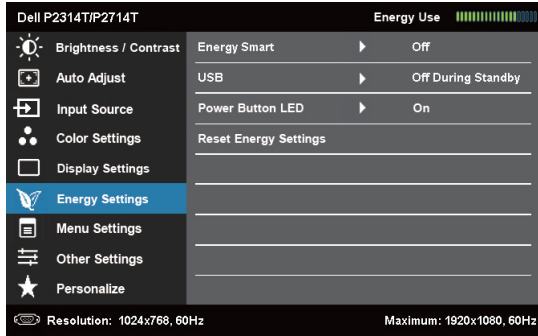 Dell P2314T/P2714T Energy Use
Brightness / Contrast Energy Smart Off
Auto Adjust USB Off During Standby
Input Source Power Button LED On
Color Settings Reset Energy Settings
Display Settings
Energy Settings
Menu Settings
Other Settings
Personalize
Resolution: 1024x768, 60Hz Maximum: 1920x1080, 60Hz